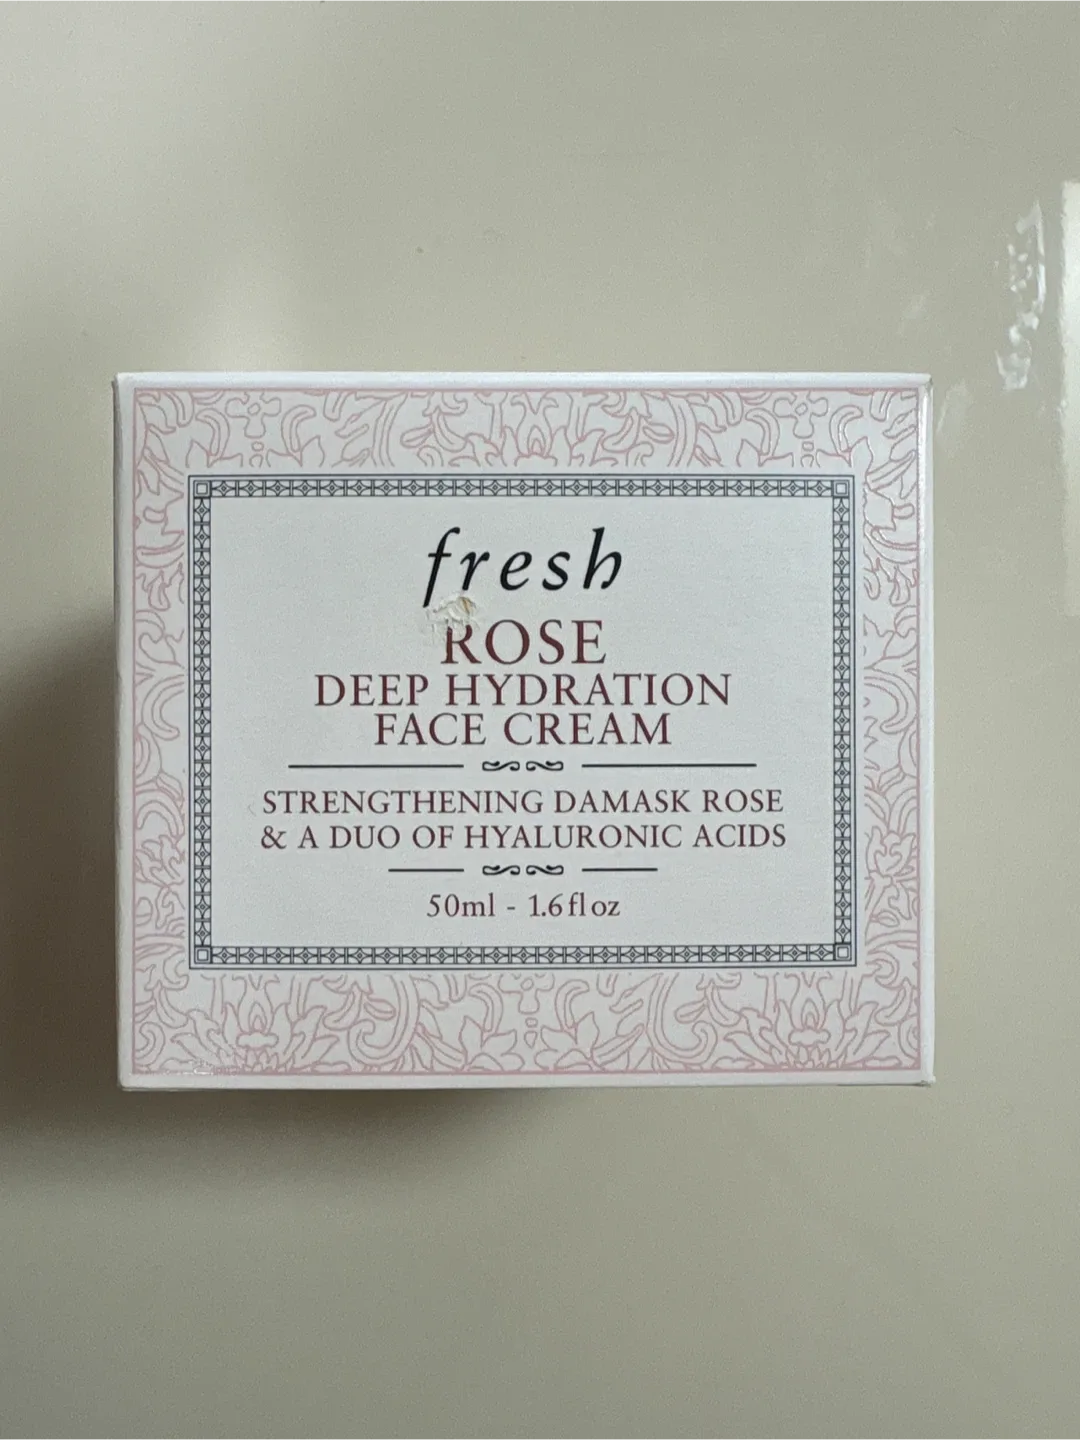 fresh
ROSE
DEEP HYDRATION
FACE CREAM
STRENGTHENING DAMASK ROSE
& A DUO OF HYALURONIC ACIDS
50ml - 1.6 fl oz